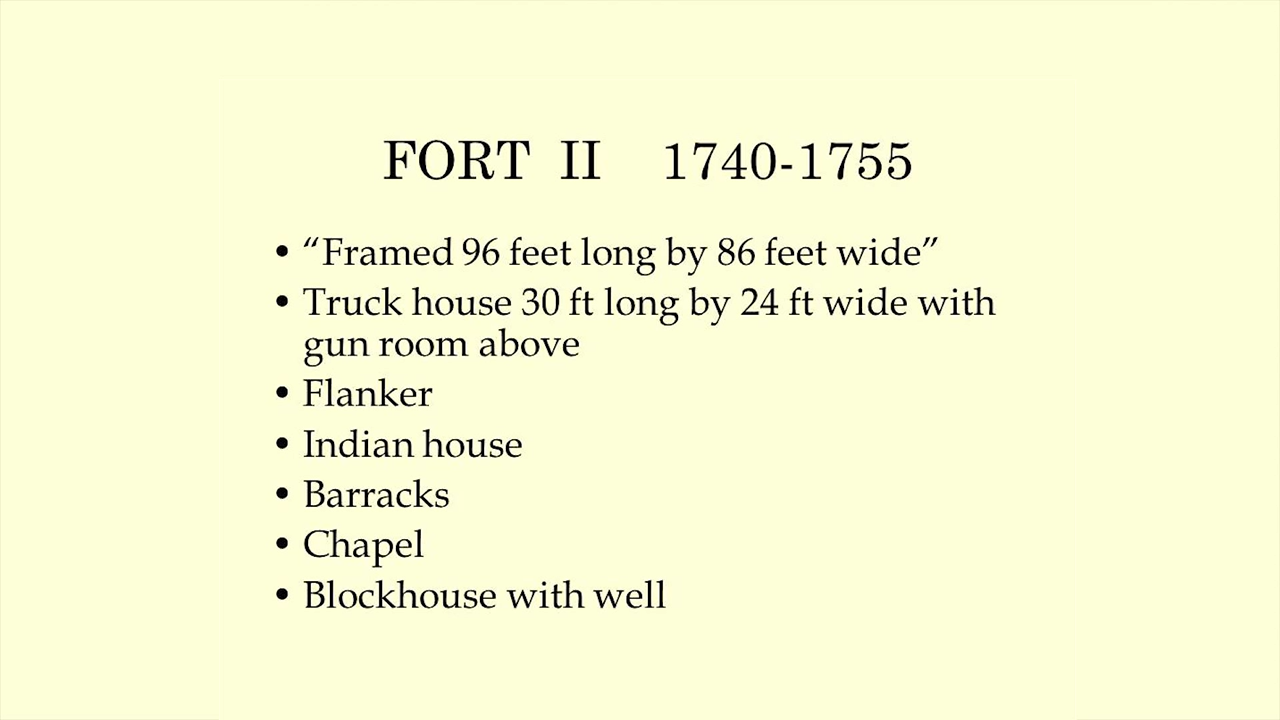 FORT II 1740-1755
• “Framed 96 feet long by 86 feet wide”
• Truck house 30 ft long by 24 ft wide with
gun room above
• Flanker
• Indian house
• Barracks
• Chapel
• Blockhouse with well